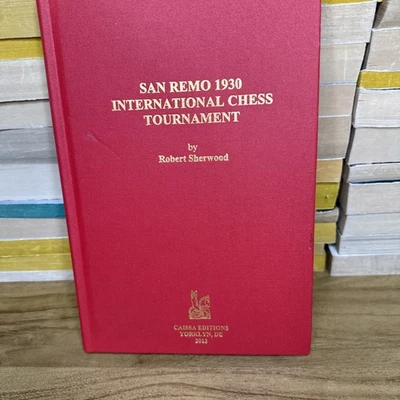 SAN REMO 1930
INTERNATIONAL CHESS
TOURNAMENT
by
Robert Sherwood
CAISSA EDITIONS
YORKLYN, DE
2013